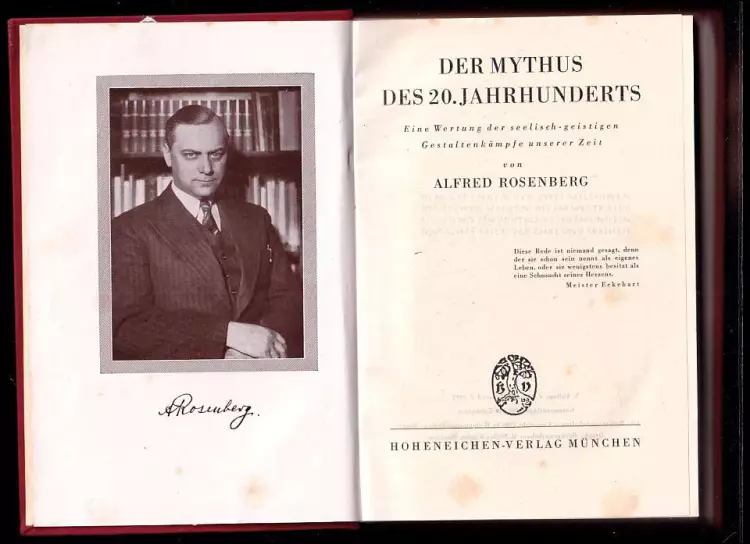 A Rosenberg.
DER MYTHUS
DES 20. JAHRHUNDERTS
Eine Wertung der seelisch-geistigen
Gestaltenkämpfe unserer Zeit
von
ALFRED ROSENBERG
Diese Rede ist niemand gesagt, denn
der sie schon sein nennt als eigenes
Leben, oder sie wenigstens besitzt als
eine Sehnsucht seines Herzens.
Meister Eckehart
HOHENEICHEN-VERLAG MÜNCHEN